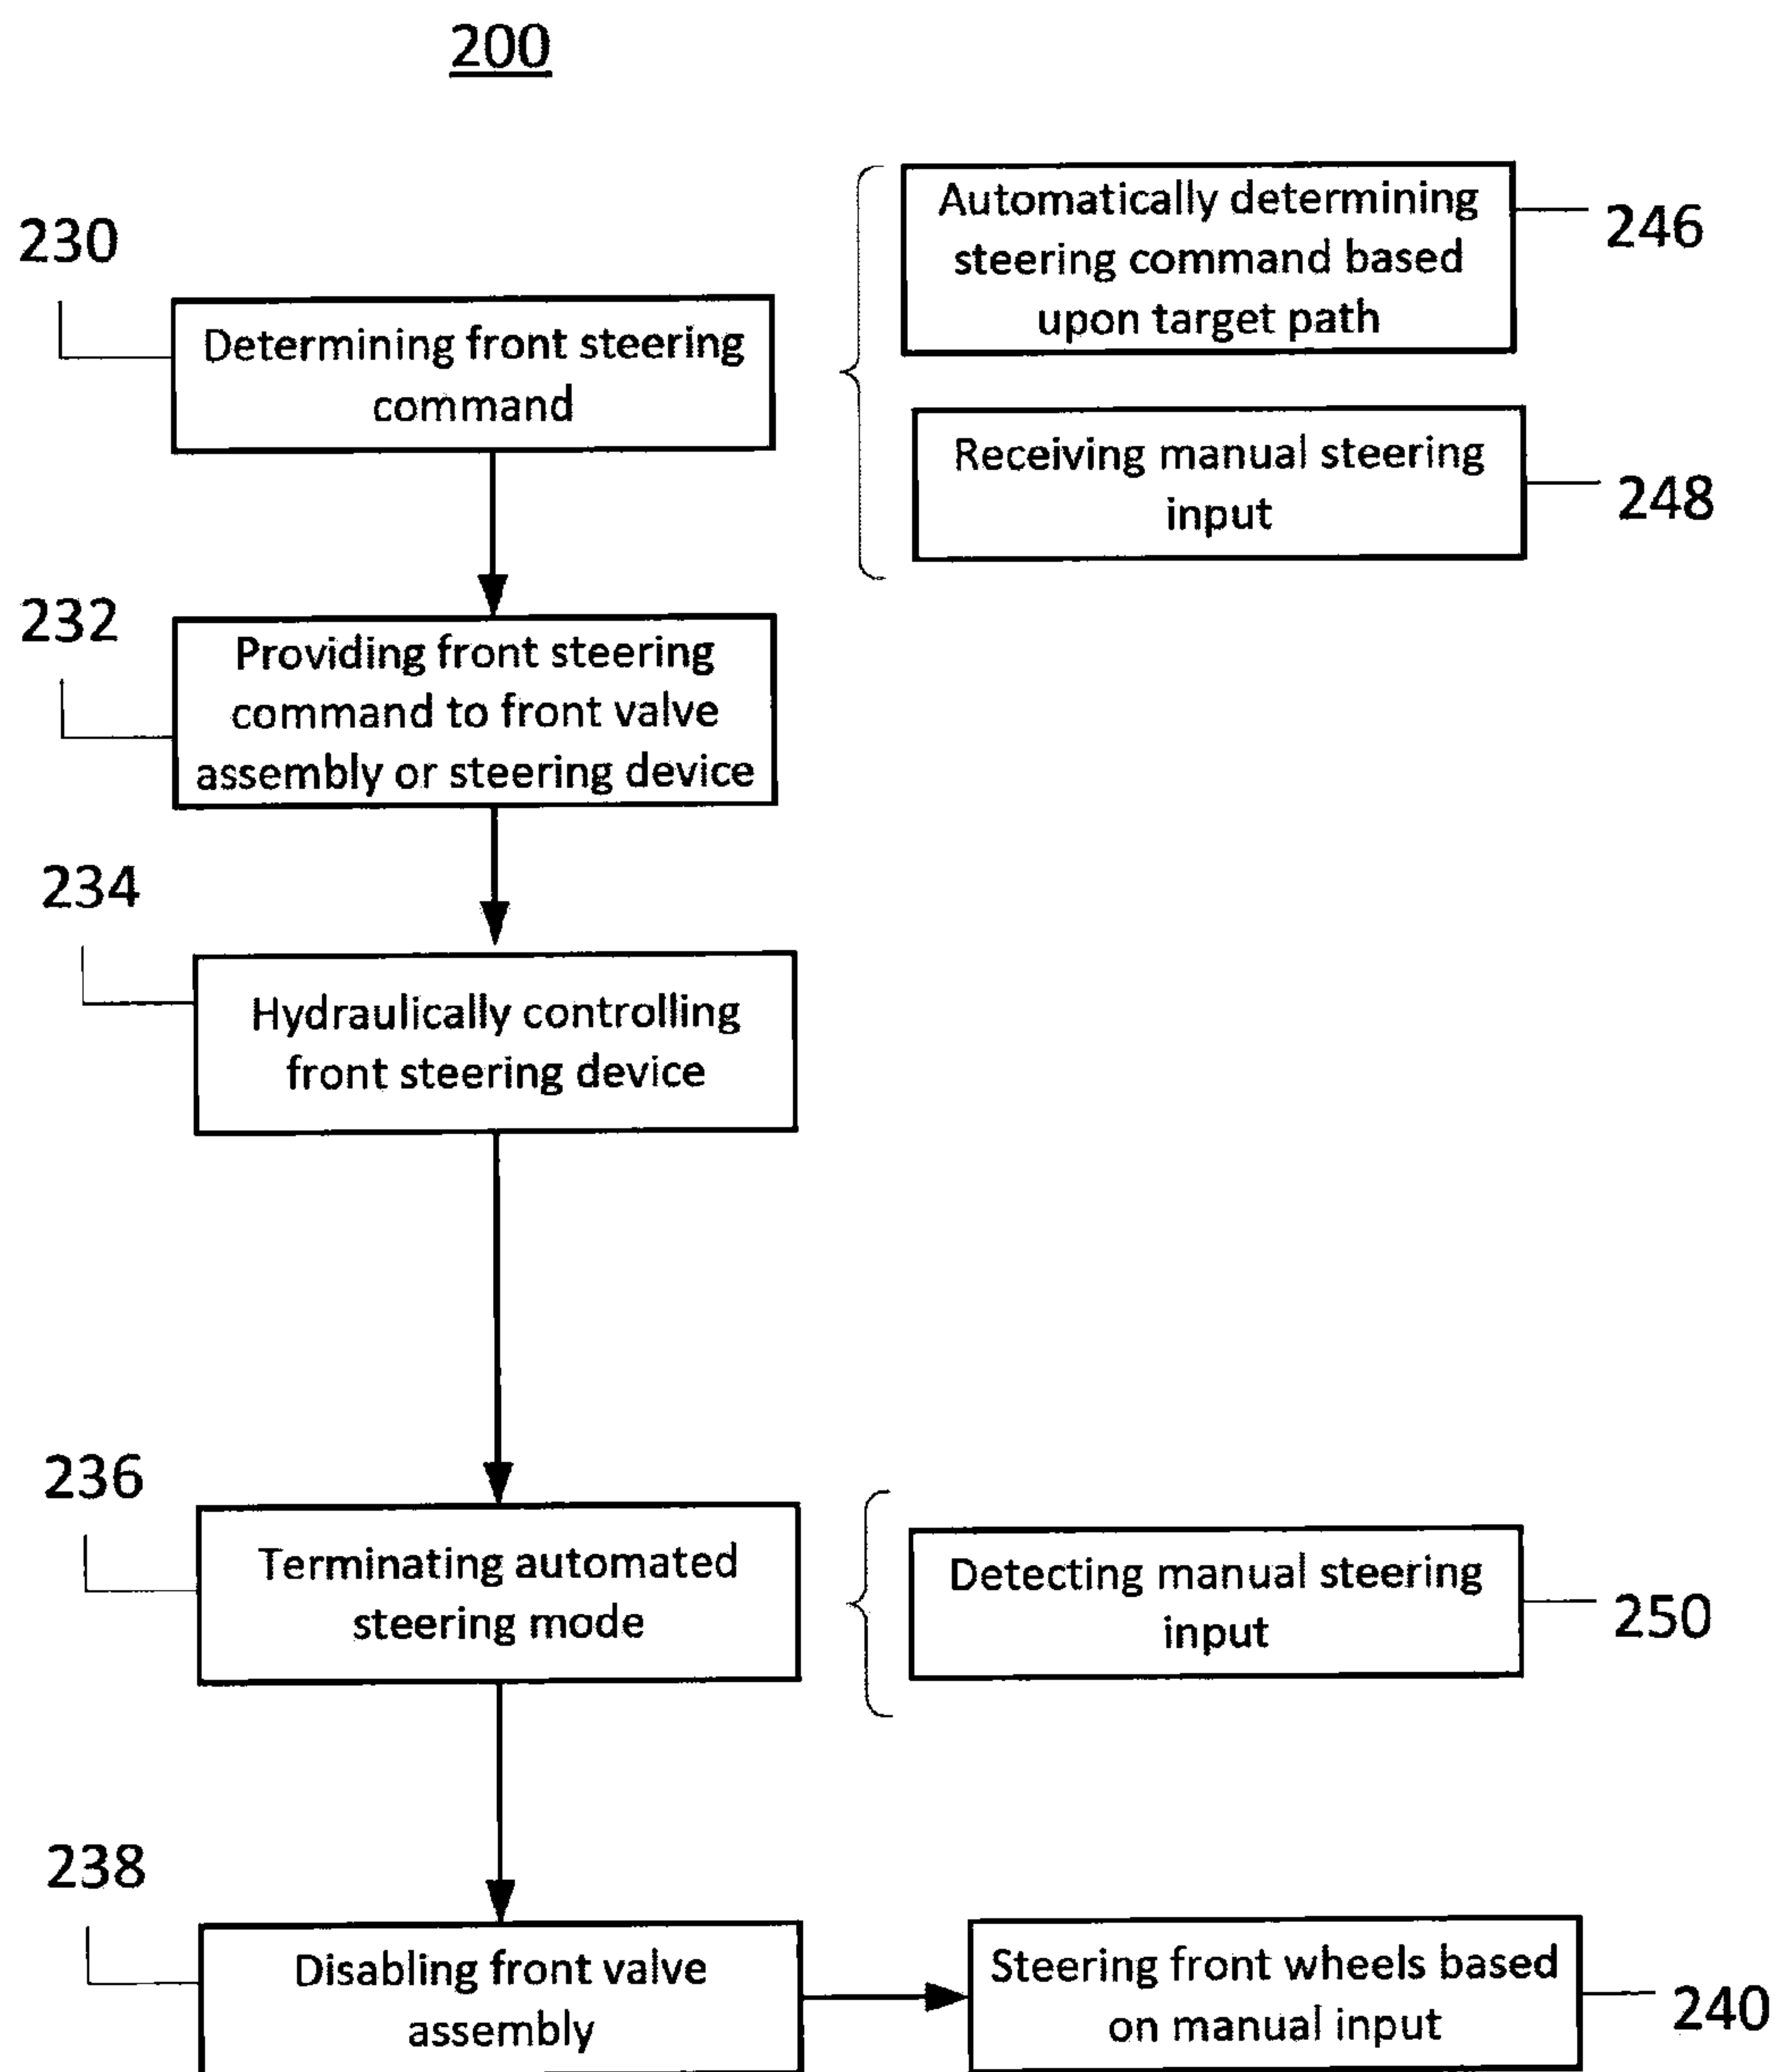 200
230
Determining front steering
command
Automatically determining
steering command based
upon target path
246
Receiving manual steering
input
248
232
Providing front steering
command to front valve
assembly or steering device
234
Hydraulically controlling
front steering device
236
Terminating automated
steering mode
Detecting manual steering
input
250
238
Disabling front valve
assembly
Steering front wheels based
on manual input
240